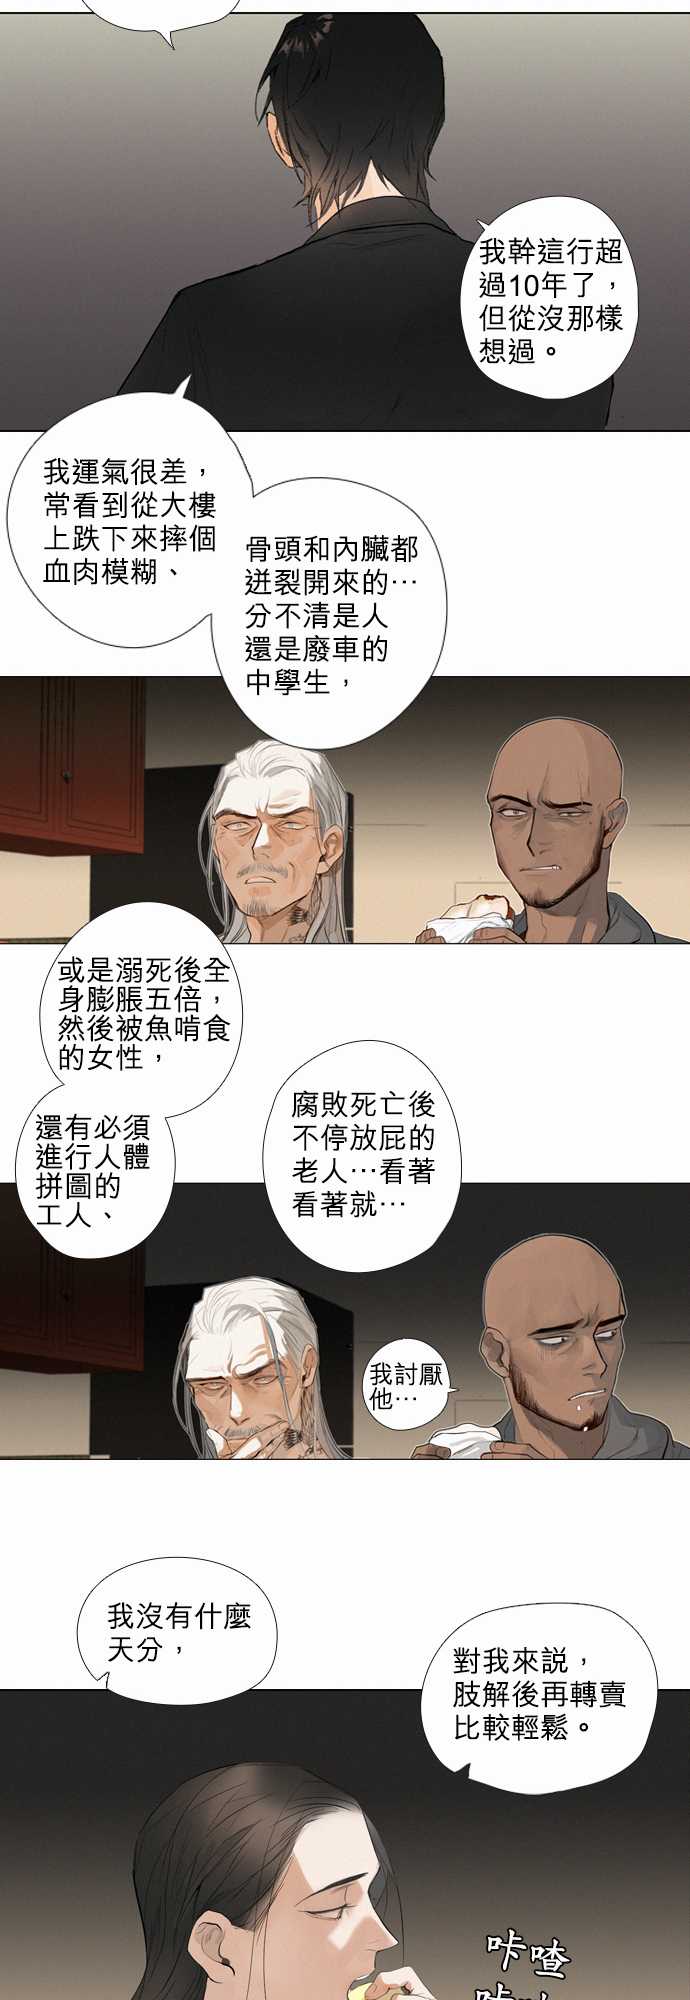 我幹這行超
過10年了，
但從沒那樣
想過。
我運氣很差，
常看到從大樓
上跌下來摔個
血肉模糊、
骨頭和內臟都
迸裂開來的…
分不清是人
還是廢車的
中學生，
或是溺死後全
身膨脹五倍，
然後被魚啃食
的女性，
還有必須
進行人體
拼圖的
工人、
腐敗死亡後
不停放屁的
老人…看著
看著就…
我討厭
他…
我沒有什麼
天分，
對我來説，
肢解後再轉賣
比較輕鬆。
咔喳